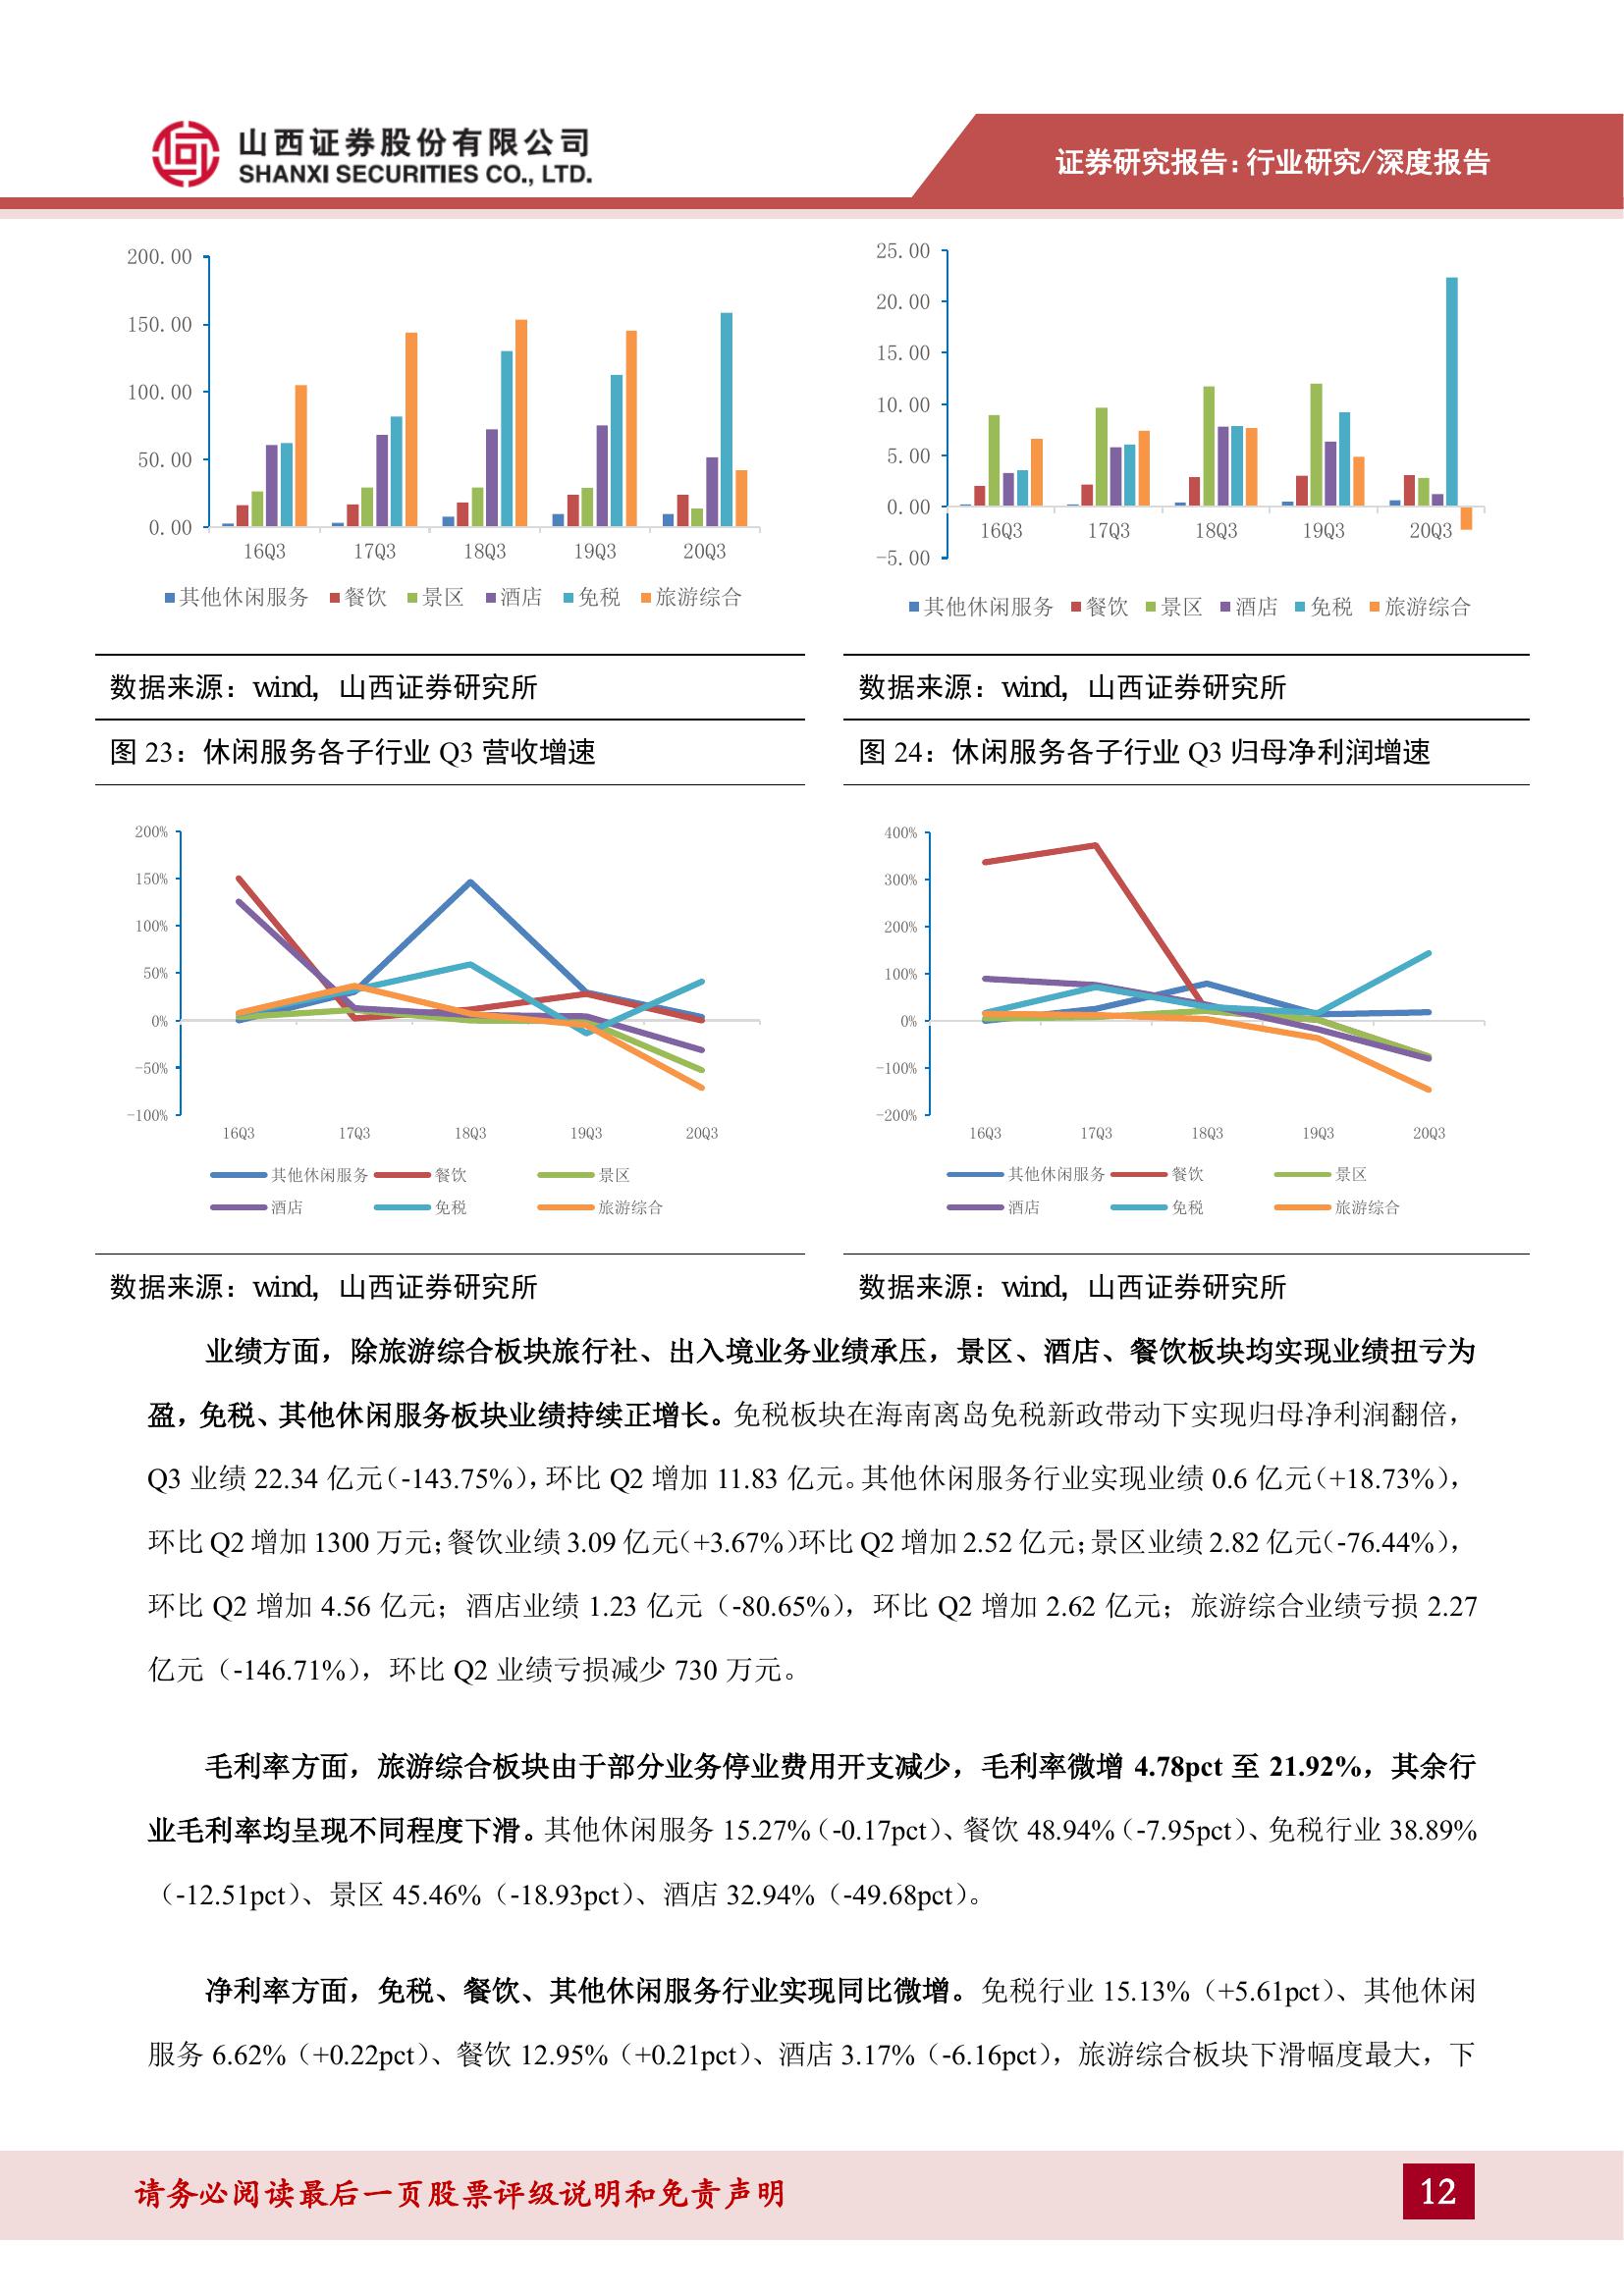 山西证券股份有限公司
SHANXI SECURITIES CO., LTD.
证券研究报告：行业研究/深度报告
200.00
150.00
100.00
50.00
0.00
16Q3 17Q3 18Q3 19Q3 20Q3
其他休闲服务 餐饮 景区 酒店 免税 旅游综合
25.00
20.00
15.00
10.00
5.00
0.00
-5.00
16Q3 17Q3 18Q3 19Q3 20Q3
其他休闲服务 餐饮 景区 酒店 免税 旅游综合
数据来源：wind，山西证券研究所
数据来源：wind，山西证券研究所
图 23：休闲服务各子行业 Q3 营收增速
图 24：休闲服务各子行业 Q3 归母净利润增速
200%
150%
100%
50%
0%
-50%
-100%
16Q3 17Q3 18Q3 19Q3 20Q3
其他休闲服务 餐饮 景区
酒店 免税 旅游综合
400%
300%
200%
100%
0%
-100%
-200%
16Q3 17Q3 18Q3 19Q3 20Q3
其他休闲服务 餐饮 景区
酒店 免税 旅游综合
数据来源：wind，山西证券研究所
数据来源：wind，山西证券研究所
业绩方面，除旅游综合板块旅行社、出入境业务业绩承压，景区、酒店、餐饮板块均实现业绩扭亏为
盈，免税、其他休闲服务板块业绩持续正增长。免税板块在海南离岛免税新政带动下实现归母净利润翻倍，
Q3 业绩 22.34 亿元（-143.75%），环比 Q2 增加 11.83 亿元。其他休闲服务行业实现业绩 0.6 亿元（+18.73%），
环比 Q2 增加 1300 万元；餐饮业绩 3.09 亿元（+3.67%）环比 Q2 增加 2.52 亿元；景区业绩 2.82 亿元（-76.44%），
环比 Q2 增加 4.56 亿元；酒店业绩 1.23 亿元（-80.65%），环比 Q2 增加 2.62 亿元；旅游综合业绩亏损 2.27
亿元（-146.71%），环比 Q2 业绩亏损减少 730 万元。
毛利率方面，旅游综合板块由于部分业务停业费用开支减少，毛利率微增 4.78pct 至 21.92%，其余行
业毛利率均呈现不同程度下滑。其他休闲服务 15.27%（-0.17pct）、餐饮 48.94%（-7.95pct）、免税行业 38.89%
（-12.51pct）、景区 45.46%（-18.93pct）、酒店 32.94%（-49.68pct）。
净利率方面，免税、餐饮、其他休闲服务行业实现同比微增。免税行业 15.13%（+5.61pct）、其他休闲
服务 6.62%（+0.22pct）、餐饮 12.95%（+0.21pct）、酒店 3.17%（-6.16pct），旅游综合板块下滑幅度最大，下
请务必阅读最后一页股票评级说明和免责声明
12